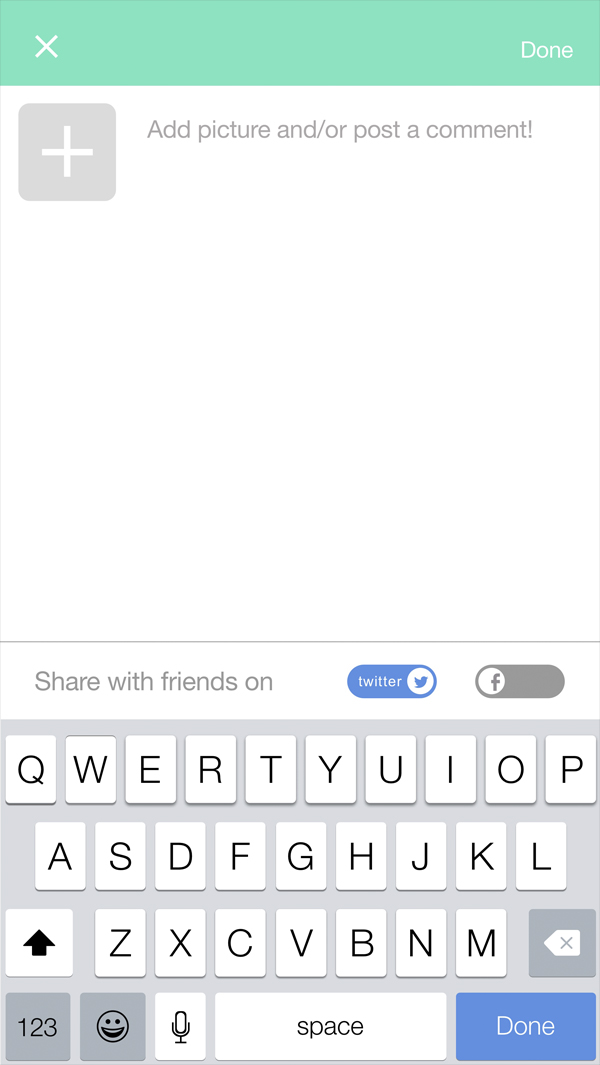 Done
Add picture and/or post a comment!
Share with friends on twitter f
Q W E R T Y U I O P
A S D F G H J K L
Z X C V B N M
123 space Done